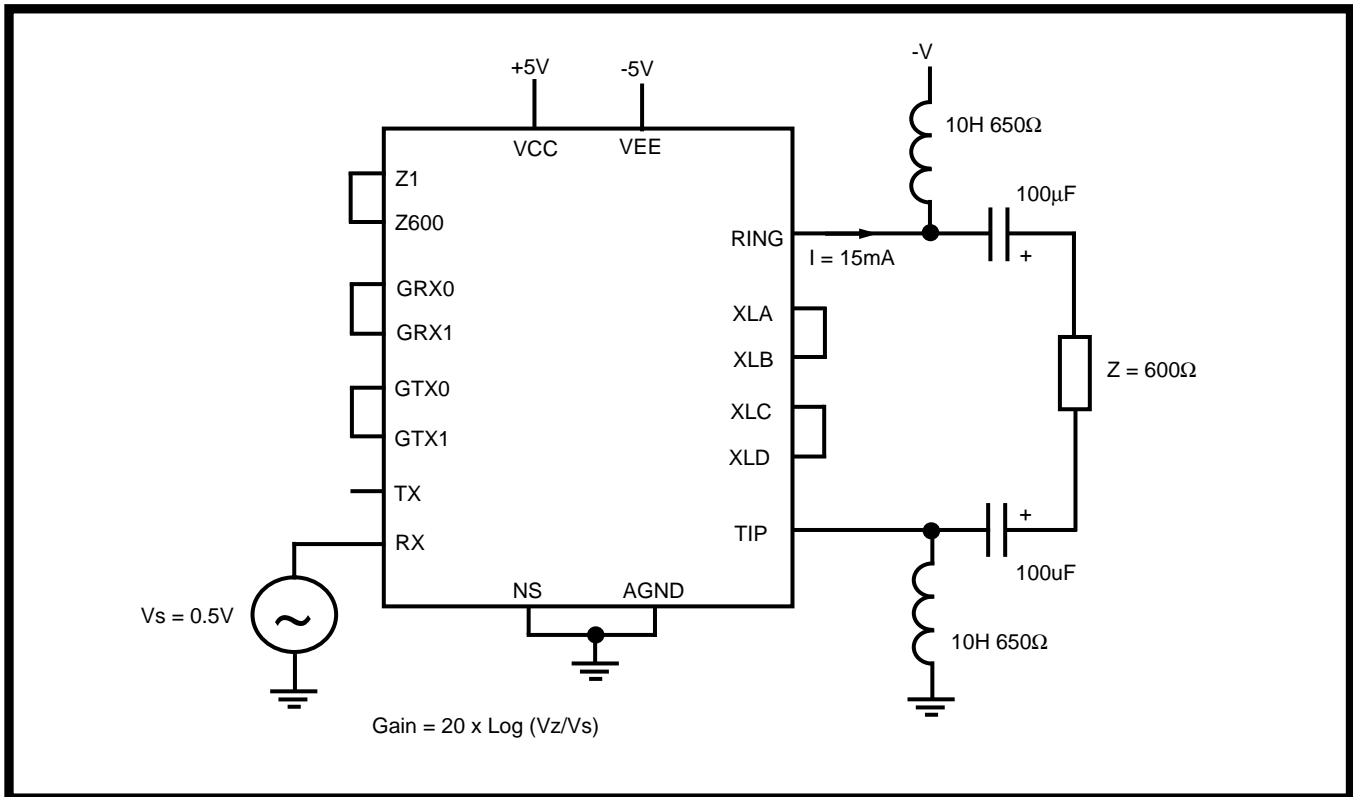 -V
+5V
-5V
10H 650Ω
VCC
VEE
Z1
100μF
Z600
RING
I = 15mA
+
GRX0
XLA
GRX1
XLB
Z = 600Ω
GTX0
XLC
GTX1
XLD
TX
+
TIP
RX
100uF
NS
AGND
Vs = 0.5V
~
10H 650Ω
Gain = 20 x Log (Vz/Vs)